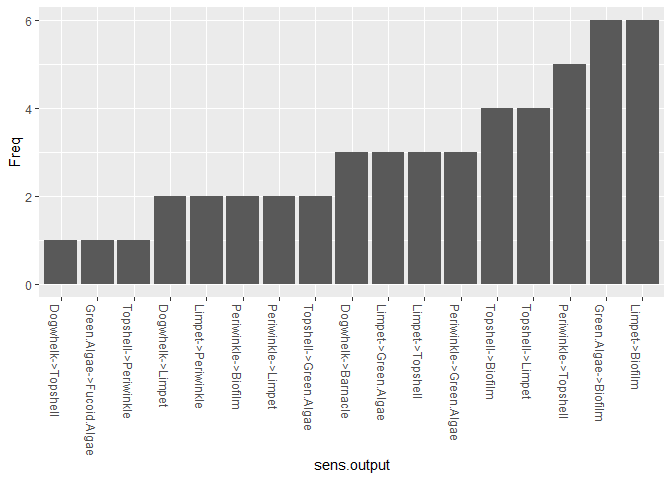 6
4
2
0
Freq
Dogwhelk->Topshell
Green.Algae->Fucoid.Algae
Topshell->Periwinkle
Dogwhelk->Limpet
Limpet->Periwinkle
Periwinkle->Biofilm
Periwinkle->Limpet
Topshell->Green.Algae
Dogwhelk->Barnacle
Limpet->Green.Algae
Limpet->Topshell
Periwinkle->Green.Algae
Topshell->Biofilm
Topshell->Limpet
Periwinkle->Topshell
Green.Algae->Biofilm
Limpet->Biofilm
sens.output